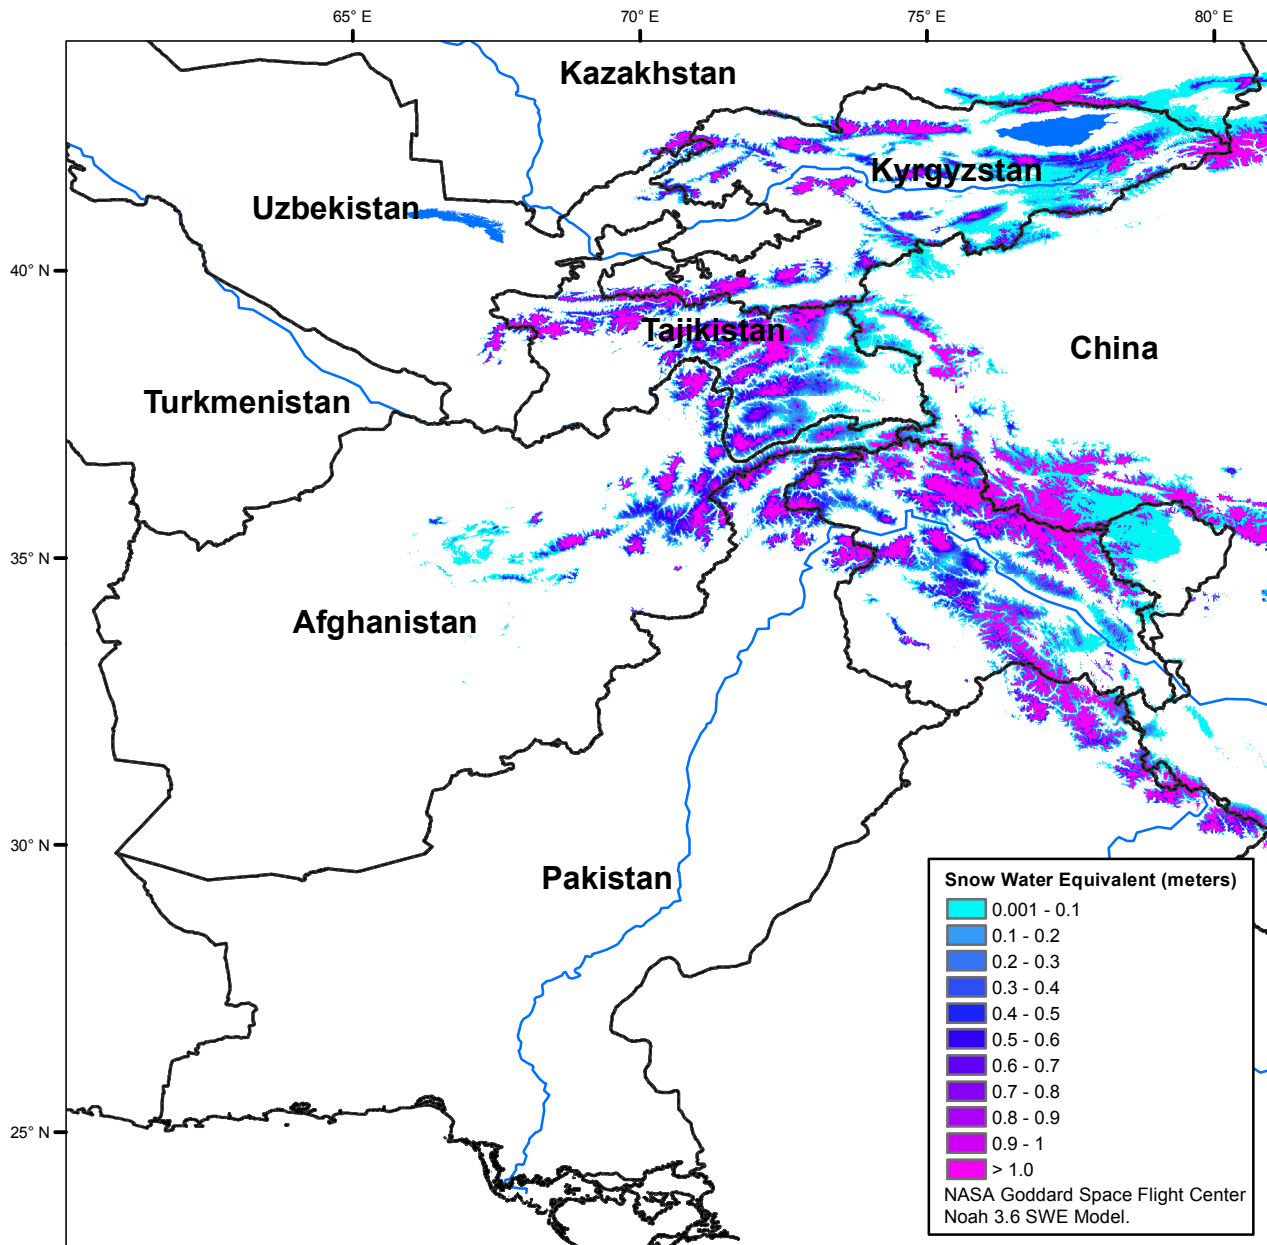 65° E 70° E 75° E 80° E
Kazakhstan
Kyrgyzstan
Uzbekistan
40° N
Tajikistan
China
Turkmenistan
35° N
Afghanistan
30° N
Pakistan
Snow Water Equivalent (meters)
0.001 - 0.1
0.1 - 0.2
0.2 - 0.3
0.3 - 0.4
0.4 - 0.5
0.5 - 0.6
0.6 - 0.7
0.7 - 0.8
0.8 - 0.9
0.9 - 1
> 1.0
25° N
NASA Goddard Space Flight Center
Noah 3.6 SWE Model.